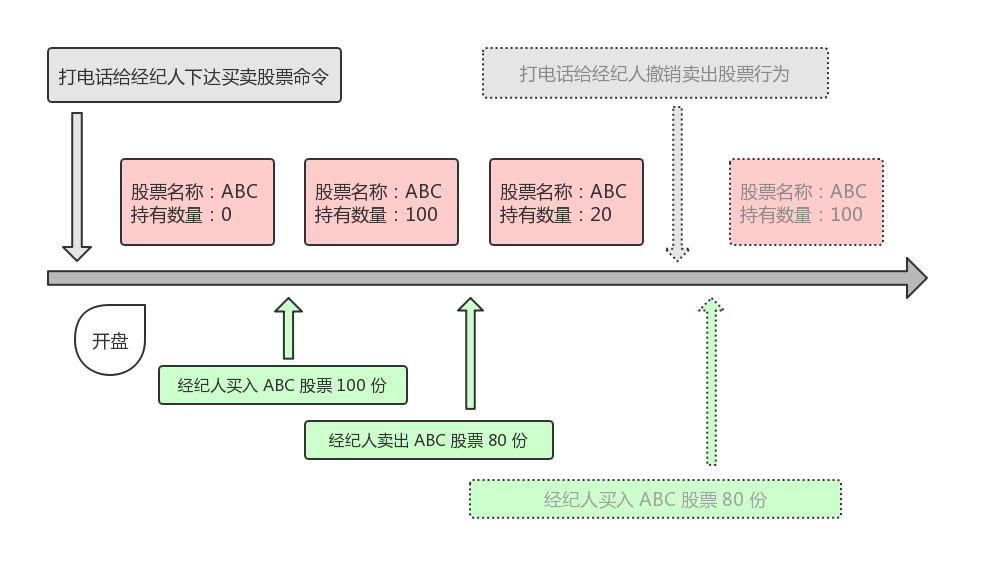 打电话给经纪人下达买卖股票命令
打电话给经纪人撤销卖出股票行为
股票名称：ABC
持有数量：0
股票名称：ABC
持有数量：100
股票名称：ABC
持有数量：20
股票名称：ABC
持有数量：100
开盘
经纪人买入 ABC 股票 100 份
经纪人卖出 ABC 股票 80 份
经纪人买入 ABC 股票 80 份